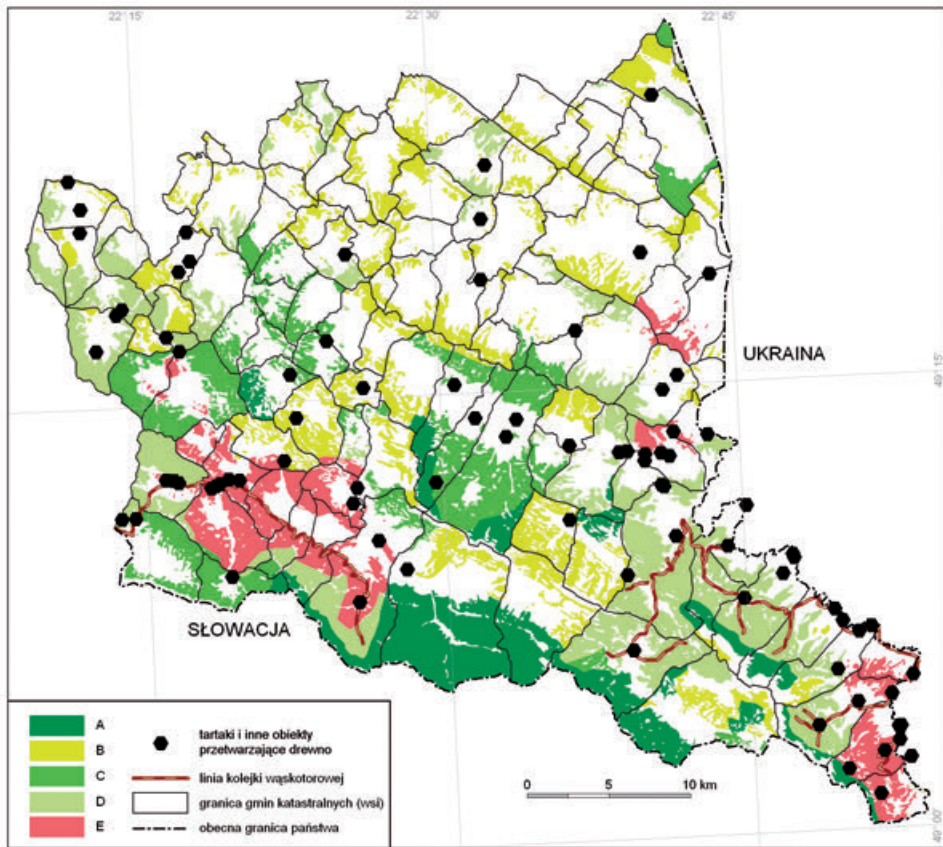 22°15'
22°30'
22°45'
UKRAINA
49°15'
SŁOWACJA
A
B
C
D
E
tartaki i inne obiekty
przetwarzające drewno
linia kolejki wąskotorowej
granica gmin katastralnych (wsi)
obecna granica państwa
0 5 10 km
49°00'